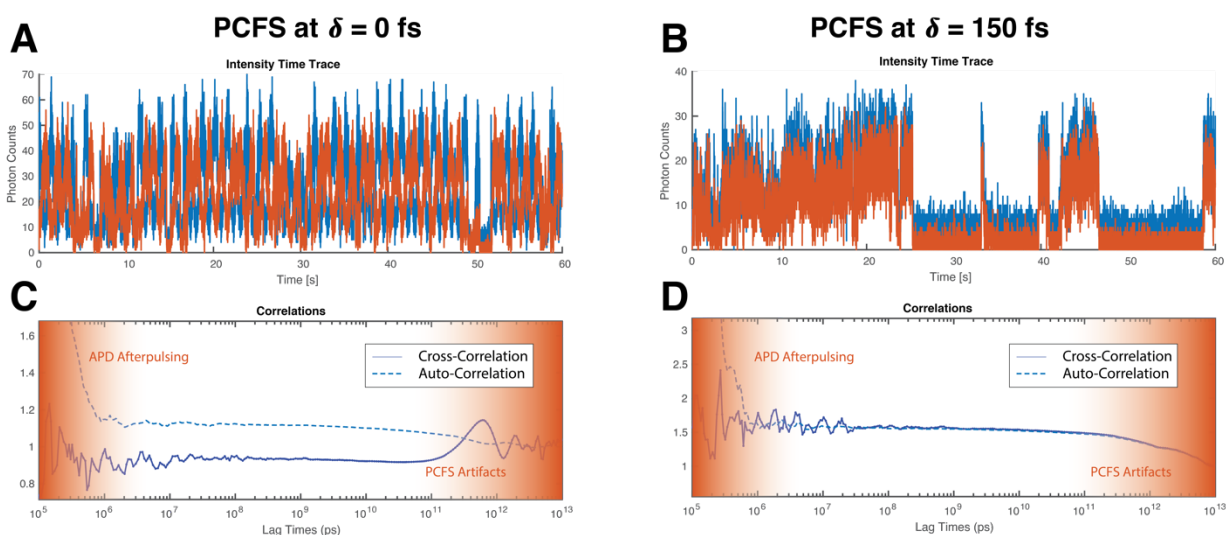 A
PCFS at δ = 0 fs
Intensity Time Trace
Photon Counts
70
60
50
40
30
20
10
0
0 10 20 30 40 50 60
Time [s]
B
PCFS at δ = 150 fs
Intensity Time Trace
Photon Counts
40
30
20
10
0
0 10 20 30 40 50 60
Time [s]
C
Correlations
1.6
1.4
1.2
1
0.8
APD Afterpulsing
Cross-Correlation
Auto-Correlation
PCFS Artifacts
10^5 10^6 10^7 10^8 10^9 10^10 10^11 10^12 10^13
Lag Times (ps)
D
Correlations
3
2.5
2
1.5
1
APD Afterpulsing
Cross-Correlation
Auto-Correlation
PCFS Artifacts
10^5 10^6 10^7 10^8 10^9 10^10 10^11 10^12 10^13
Lag Times (ps)